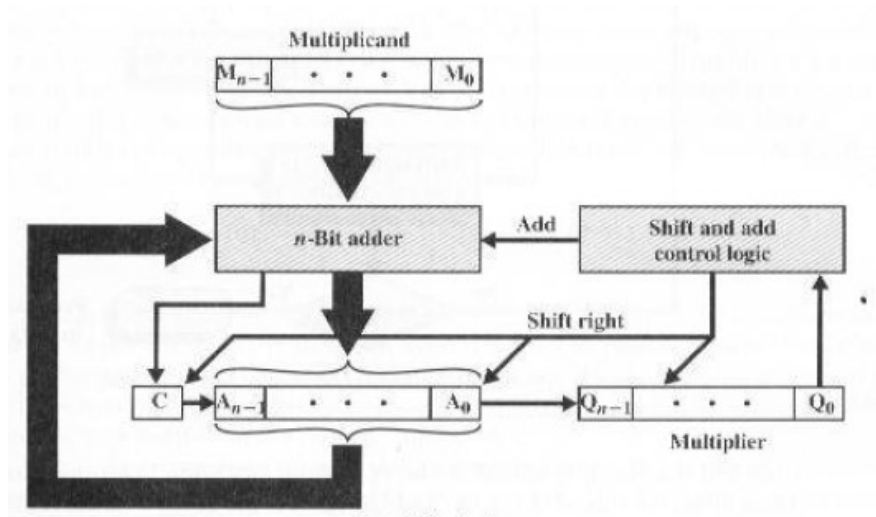 Multiplicand
Mn−1 · · · M0
n-Bit adder
Add
Shift and add
control logic
Shift right
C
An−1 · · · A0
Qn−1 · · · Q0
Multiplier